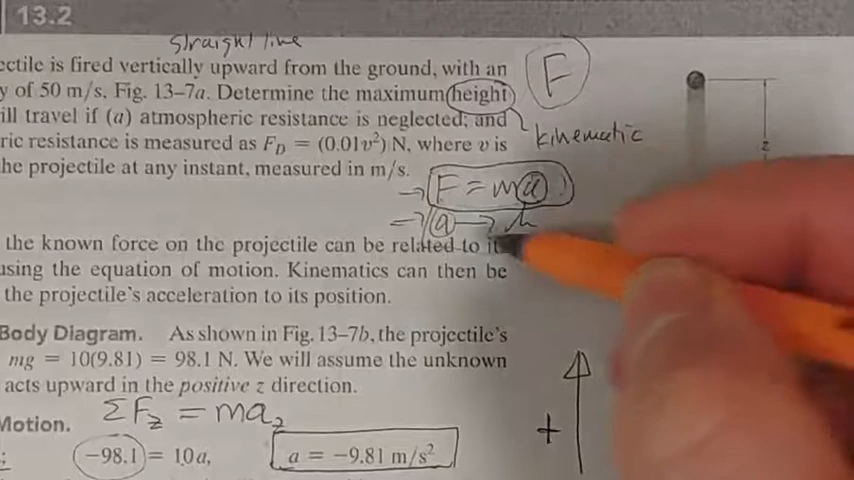 13.2
straight line
ectile is fired vertically upward from the ground, with an
F
y of 50 m/s, Fig. 13–7a. Determine the maximum height
ill travel if (a) atmospheric resistance is neglected; and
kinematic
ric resistance is measured as F_D = (0.01v²) N, where v is
z
he projectile at any instant, measured in m/s.
→ F = ma
→ a → h
the known force on the projectile can be related to it
using the equation of motion. Kinematics can then be
the projectile's acceleration to its position.
Body Diagram. As shown in Fig. 13–7b, the projectile's
mg = 10(9.81) = 98.1 N. We will assume the unknown
acts upward in the positive z direction.
ΣF_z = ma_z
Motion.
+
; −98.1 = 10a, a = −9.81 m/s²